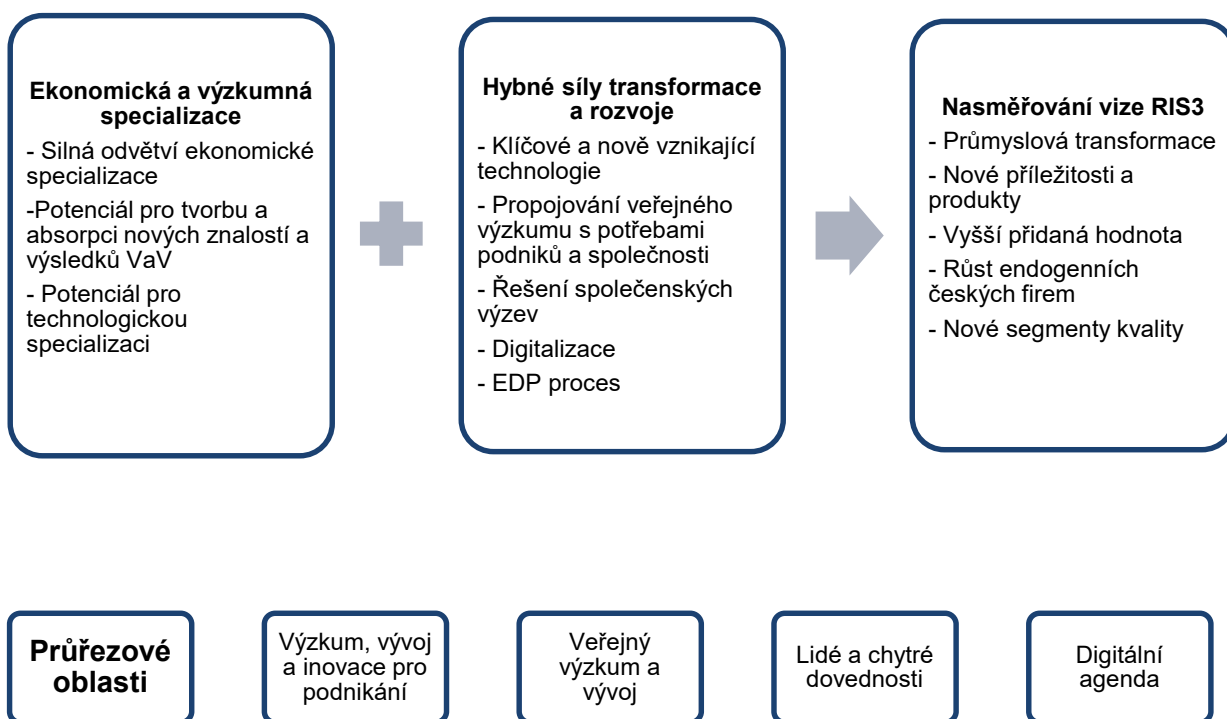 Ekonomická a výzkumná
specializace
- Silná odvětví ekonomické
specializace
-Potenciál pro tvorbu a
absorpci nových znalostí a
výsledků VaV
- Potenciál pro
technologickou
specializaci
Hybné síly transformace
a rozvoje
- Klíčové a nově vznikající
technologie
- Propojování veřejného
výzkumu s potřebami
podniků a společnosti
- Řešení společenských
výzev
- Digitalizace
- EDP proces
Nasměřování vize RIS3
- Průmyslová transformace
- Nové příležitosti a
produkty
- Vyšší přidaná hodnota
- Růst endogenních
českých firem
- Nové segmenty kvality
Průřezové
oblasti
Výzkum, vývoj
a inovace pro
podnikání
Veřejný
výzkum a
vývoj
Lidé a chytré
dovednosti
Digitální
agenda